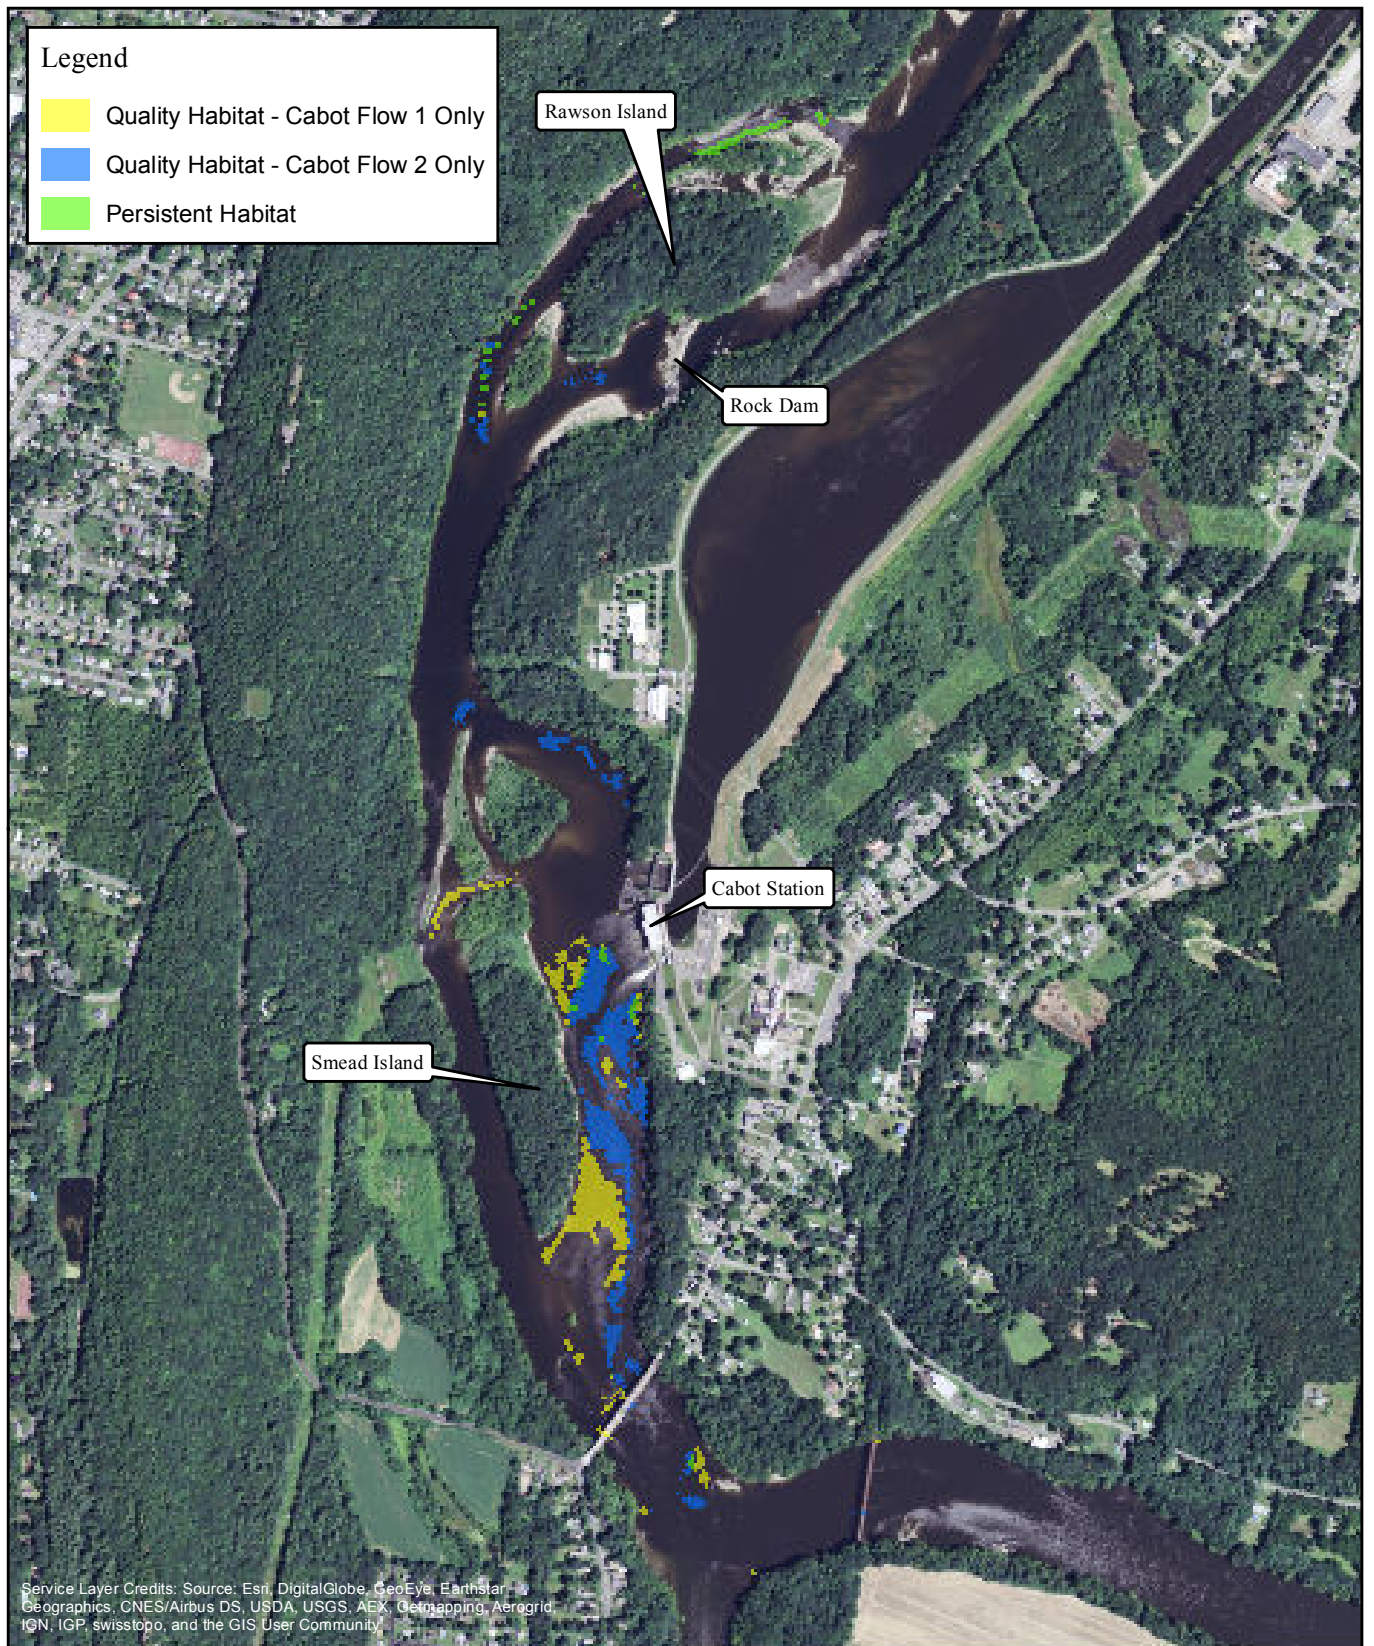 Legend
Quality Habitat - Cabot Flow 1 Only
Quality Habitat - Cabot Flow 2 Only
Persistent Habitat
Rawson Island
Rock Dam
Cabot Station
Smead Island
Service Layer Credits: Source: Esri, DigitalGlobe, GeoEye, Earthstar
Geographics, CNES/Airbus DS, USDA, USGS, AEX, Getmapping, Aerogrid,
IGN, IGP, swisstopo, and the GIS User Community